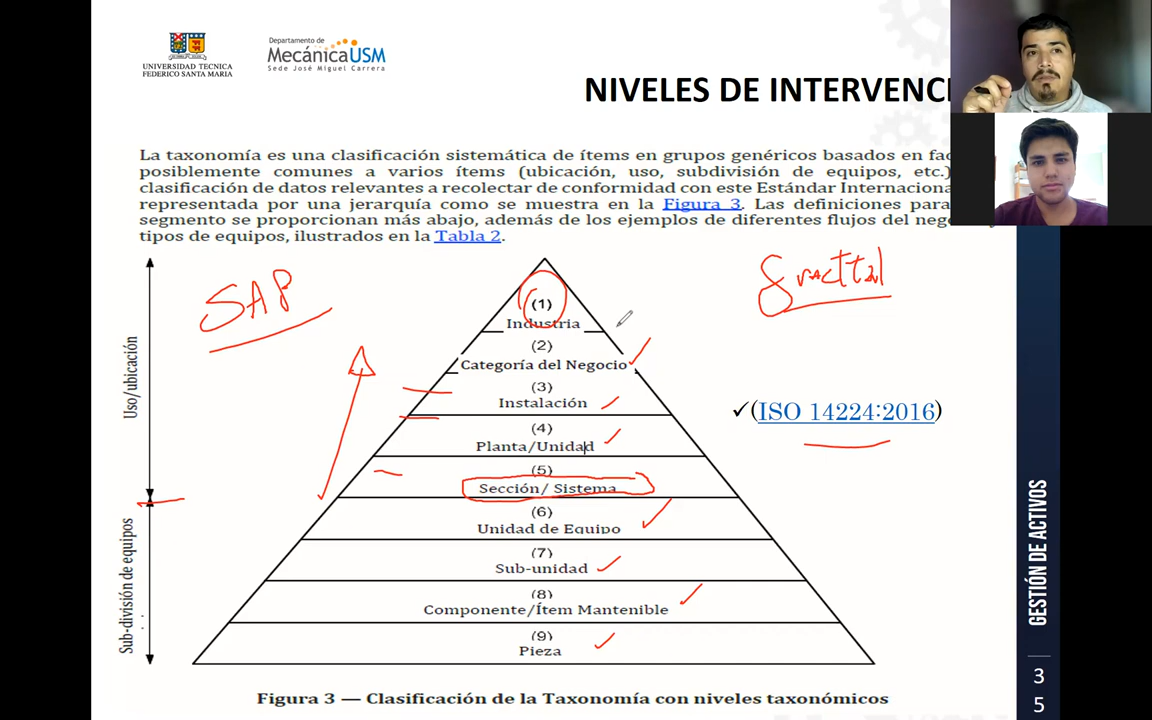 UNIVERSIDAD TECNICA
FEDERICO SANTA MARIA
Departamento de
MecánicaUSM
Sede José Miguel Carrera
NIVELES DE INTERVENC
La taxonomía es una clasificación sistemática de ítems en grupos genéricos basados en fac
posiblemente comunes a varios ítems (ubicación, uso, subdivisión de equipos, etc.)
clasificación de datos relevantes a recolectar de conformidad con este Estándar Internaciona
representada por una jerarquía como se muestra en la Figura 3. Las definiciones para
segmento se proporcionan más abajo, además de los ejemplos de diferentes flujos del neg
tipos de equipos, ilustrados en la Tabla 2.
SAP
Uso/ubicación
Sub-división de equipos
(1)
Industria
(2)
Categoría del Negocio
(3)
Instalación
(4)
Planta/Unidad
(5)
Sección/ Sistema
(6)
Unidad de Equipo
(7)
Sub-unidad
(8)
Componente/Ítem Mantenible
(9)
Pieza
✓(ISO 14224:2016)
GESTIÓN DE ACTIVOS
3
5
Figura 3 — Clasificación de la Taxonomía con niveles taxonómicos